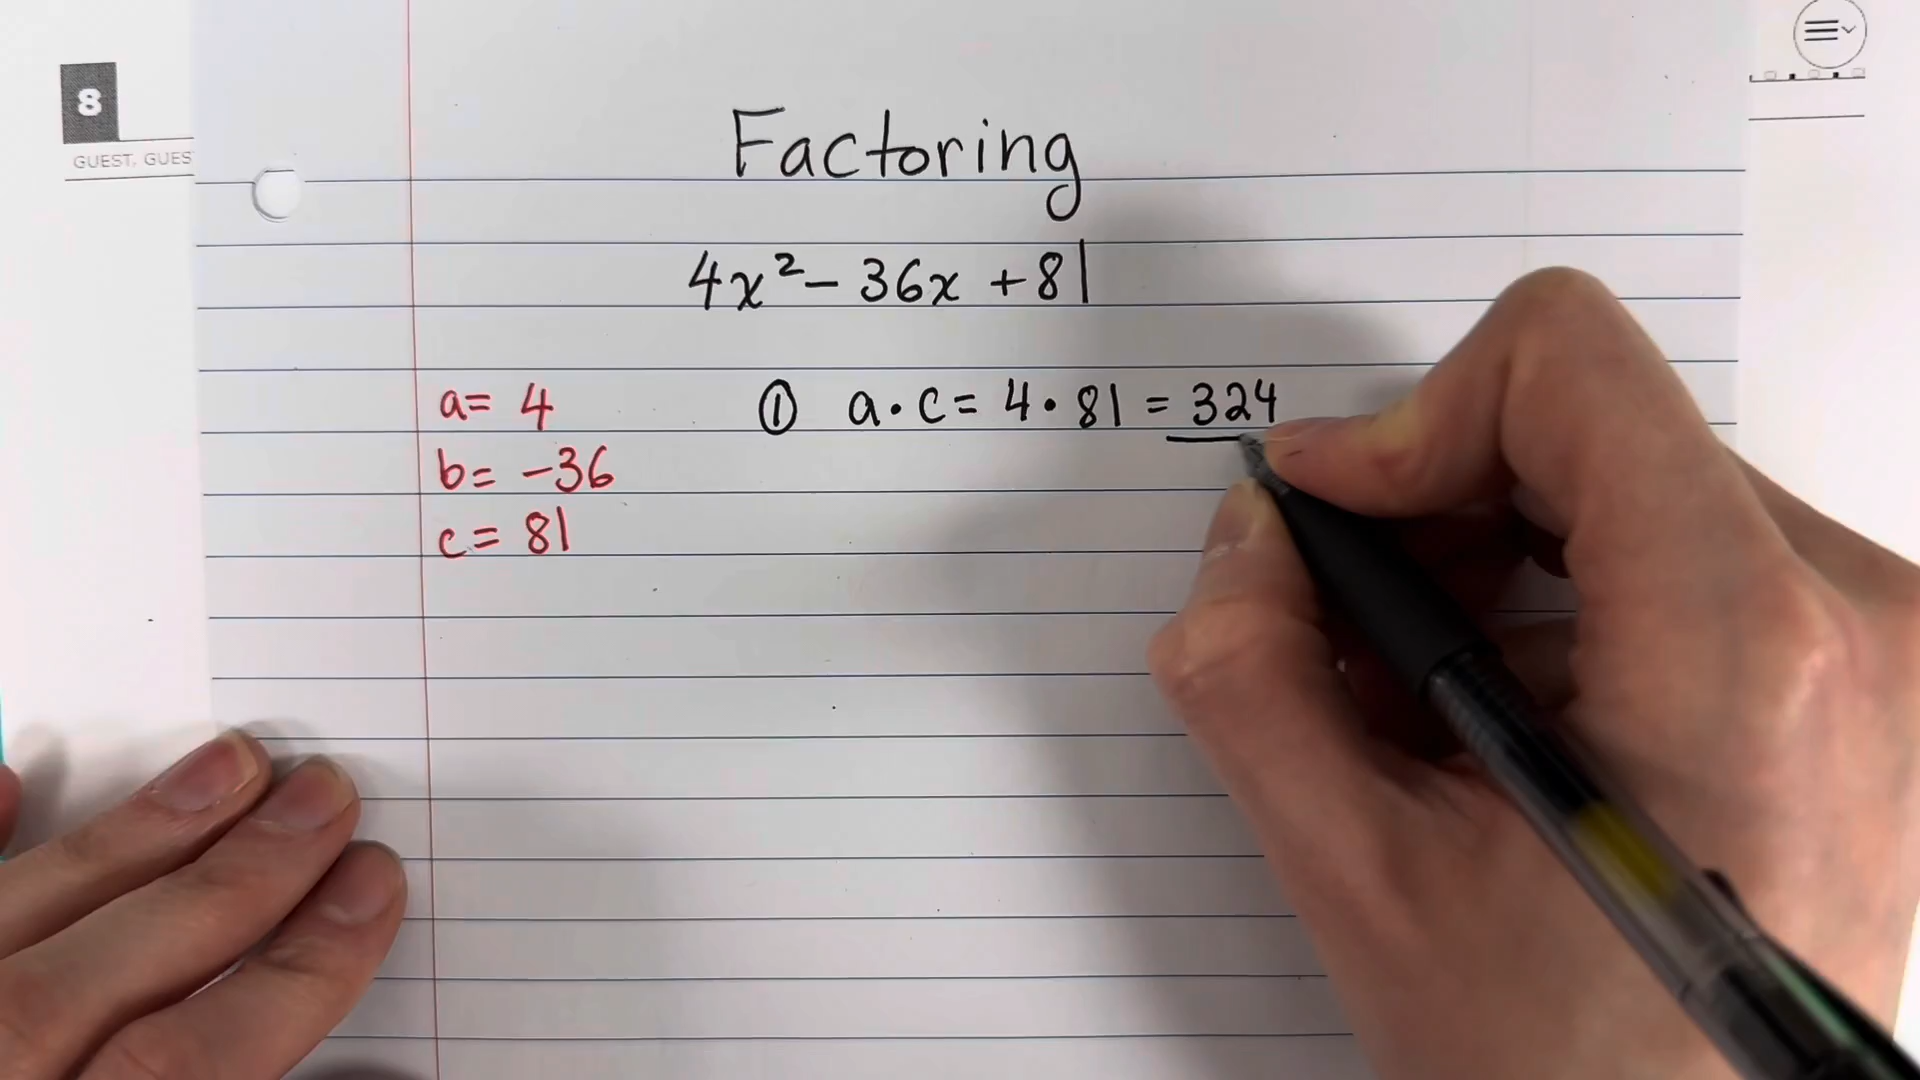 8
GUEST, GUES
Factoring
4x² - 36x + 81
a = 4
① a · c = 4 · 81 = 324
b = -36
c = 81